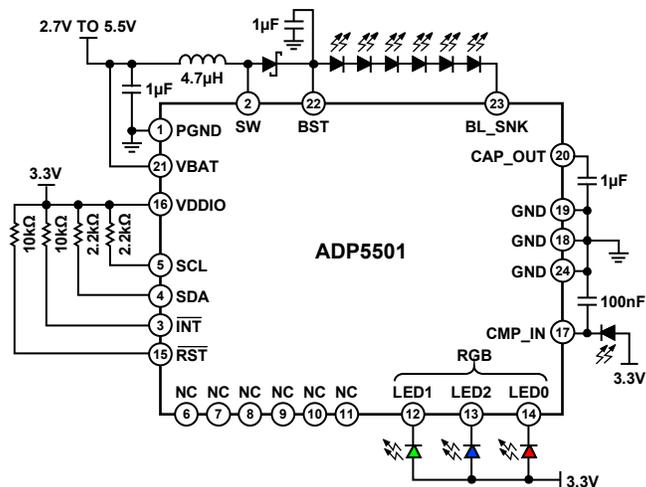 1µF
2.7V TO 5.5V
4.7µH
1µF
2
22
23
SW
BST
BL_SNK
1
PGND
21
VBAT
3.3V
16
VDDIO
10kΩ
10kΩ
2.2kΩ
2.2kΩ
5
SCL
4
SDA
3
INT
15
RST
ADP5501
CAP_OUT
20
1µF
GND
19
GND
18
GND
24
100nF
CMP_IN
17
3.3V
RGB
NC
NC
NC
NC
NC
NC
LED1
LED2
LED0
6
7
8
9
10
11
12
13
14
3.3V